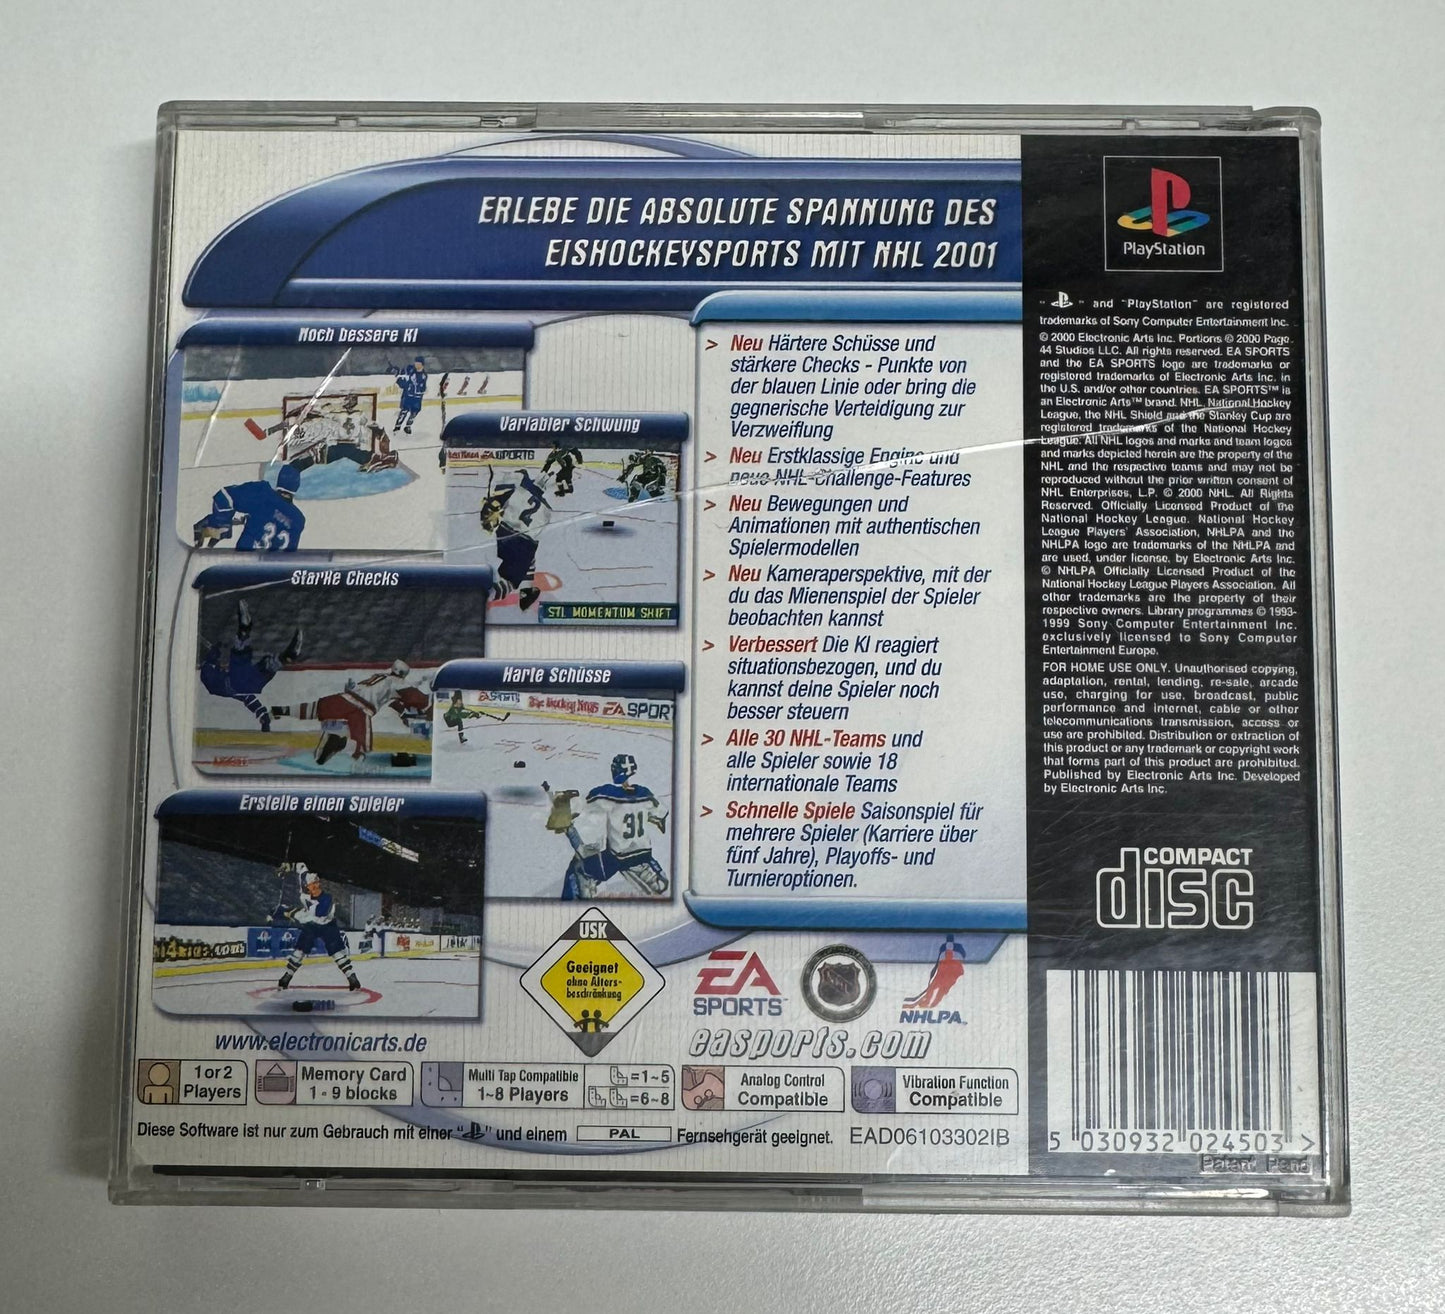 ERLEBE DIE ABSOLUTE SPANNUNG DES
EISHOCKEYSPORTS MIT NHL 2001
Noch bessere KI
Variabler Schwung
EA SPORTS
2
STL MOMENTUM SHIFT
33
Starke Checks
Harte Schüsse
EA SPORTS
EA SPORT
31
Erstelle einen Spieler
> Neu Härtere Schüsse und
stärkere Checks - Punkte von
der blauen Linie oder bring die
gegnerische Verteidigung zur
Verzweiflung
> Neu Erstklassige Engine und
neue NHL-Challenge-Features
> Neu Bewegungen und
Animationen mit authentischen
Spielermodellen
> Neu Kameraperspektive, mit der
du das Mienenspiel der Spieler
beobachten kannst
> Verbessert Die KI reagiert
situationsbezogen, und du
kannst deine Spieler noch
besser steuern
> Alle 30 NHL-Teams und
alle Spieler sowie 18
internationale Teams
> Schnelle Spiele Saisonspiel für
mehrere Spieler (Karriere über
fünf Jahre), Playoffs- und
Turnieroptionen.
USK
Geeignet
ohne Alters-
beschränkung
EA
SPORTS™
NHL
NHLPA™
www.electronicarts.de
easports.com
1 or 2
Players
Memory Card
1 - 9 blocks
Multi Tap Compatible
1~8 Players
=1~5
=6~8
Analog Control
Compatible
Vibration Function
Compatible
Diese Software ist nur zum Gebrauch mit einer " " und einem PAL Fernsehgerät geeignet. EAD06103302IB
PlayStation
" " and "PlayStation" are registered
trademarks of Sony Computer Entertainment Inc.
© 2000 Electronic Arts Inc. Portions © 2000 Page
44 Studios LLC. All rights reserved. EA SPORTS
and the EA SPORTS logo are trademarks or
registered trademarks of Electronic Arts Inc. in
the U.S. and/or other countries. EA SPORTS™ is
an Electronic Arts™ brand. NHL, National Hockey
League, the NHL Shield and the Stanley Cup are
registered trademarks of the National Hockey
League. All NHL logos and marks and team logos
and marks depicted herein are the property of the
NHL and the respective teams and may not be
reproduced without the prior written consent of
NHL Enterprises, L.P. © 2000 NHL. All Rights
Reserved. Officially Licensed Product of the
National Hockey League. National Hockey
League Players' Association, NHLPA and the
NHLPA logo are trademarks of the NHLPA and
are used, under license, by Electronic Arts Inc.
© NHLPA Officially Licensed Product of the
National Hockey League Players Association. All
other trademarks are the property of their
respective owners. Library programmes © 1993-
1999 Sony Computer Entertainment Inc.
exclusively licensed to Sony Computer
Entertainment Europe.
FOR HOME USE ONLY. Unauthorised copying,
adaptation, rental, lending, re-sale, arcade
use, charging for use, broadcast, public
performance and internet, cable or other
telecommunications transmission, access or
use are prohibited. Distribution or extraction of
this product or any trademark or copyright work
that forms part of this product are prohibited.
Published by Electronic Arts Inc. Developed
by Electronic Arts Inc.
COMPACT
disc
5 030932 024503 >
Patent Pend